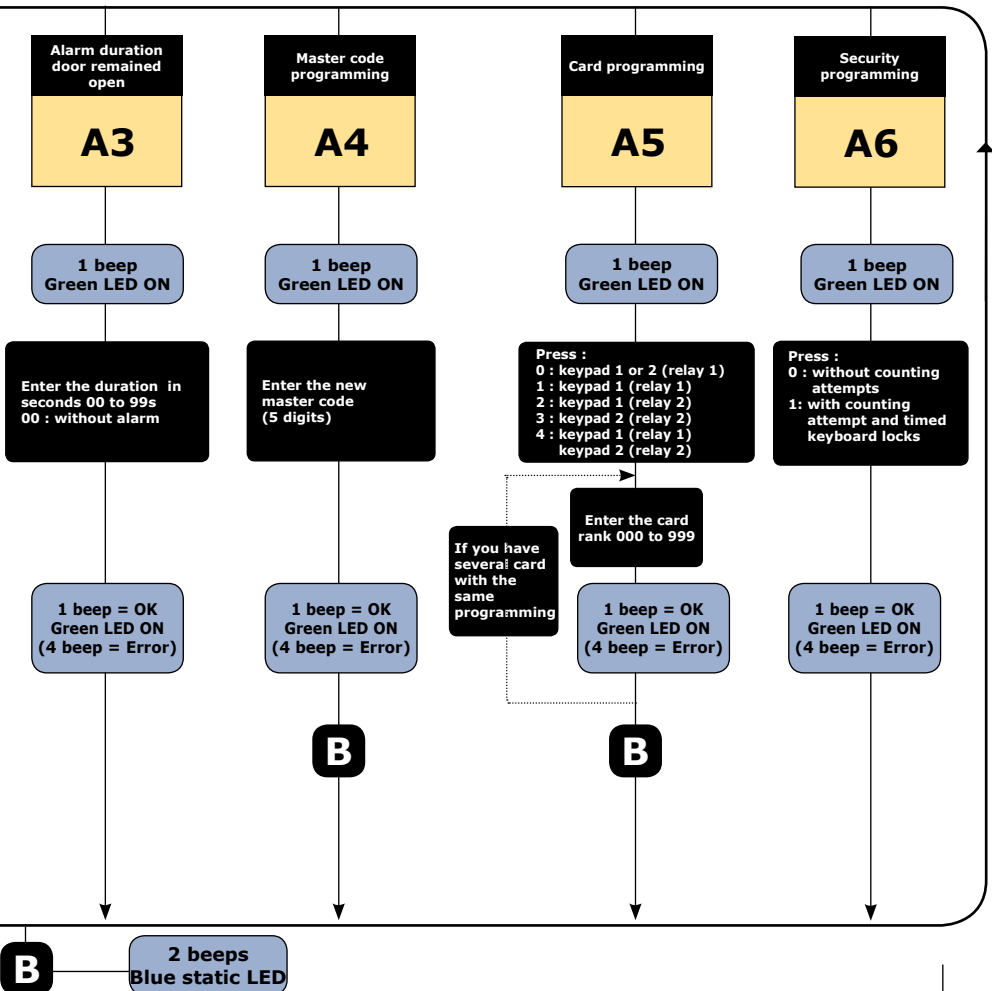 Alarm duration
door remained
open
A3
1 beep
Green LED ON
Enter the duration in
seconds 00 to 99s
00 : without alarm
1 beep = OK
Green LED ON
(4 beep = Error)
Master code
programming
A4
1 beep
Green LED ON
Enter the new
master code
(5 digits)
1 beep = OK
Green LED ON
(4 beep = Error)
B
Card programming
A5
1 beep
Green LED ON
Press :
0 : keypad 1 or 2 (relay 1)
1 : keypad 1 (relay 1)
2 : keypad 1 (relay 2)
3 : keypad 2 (relay 2)
4 : keypad 1 (relay 1)
keypad 2 (relay 2)
Enter the card
rank 000 to 999
If you have
several card
with the
same
programming
1 beep = OK
Green LED ON
(4 beep = Error)
B
Security
programming
A6
1 beep
Green LED ON
Press :
0 : without counting
attempts
1: with counting
attempt and timed
keyboard locks
1 beep = OK
Green LED ON
(4 beep = Error)
B
2 beeps
Blue static LED